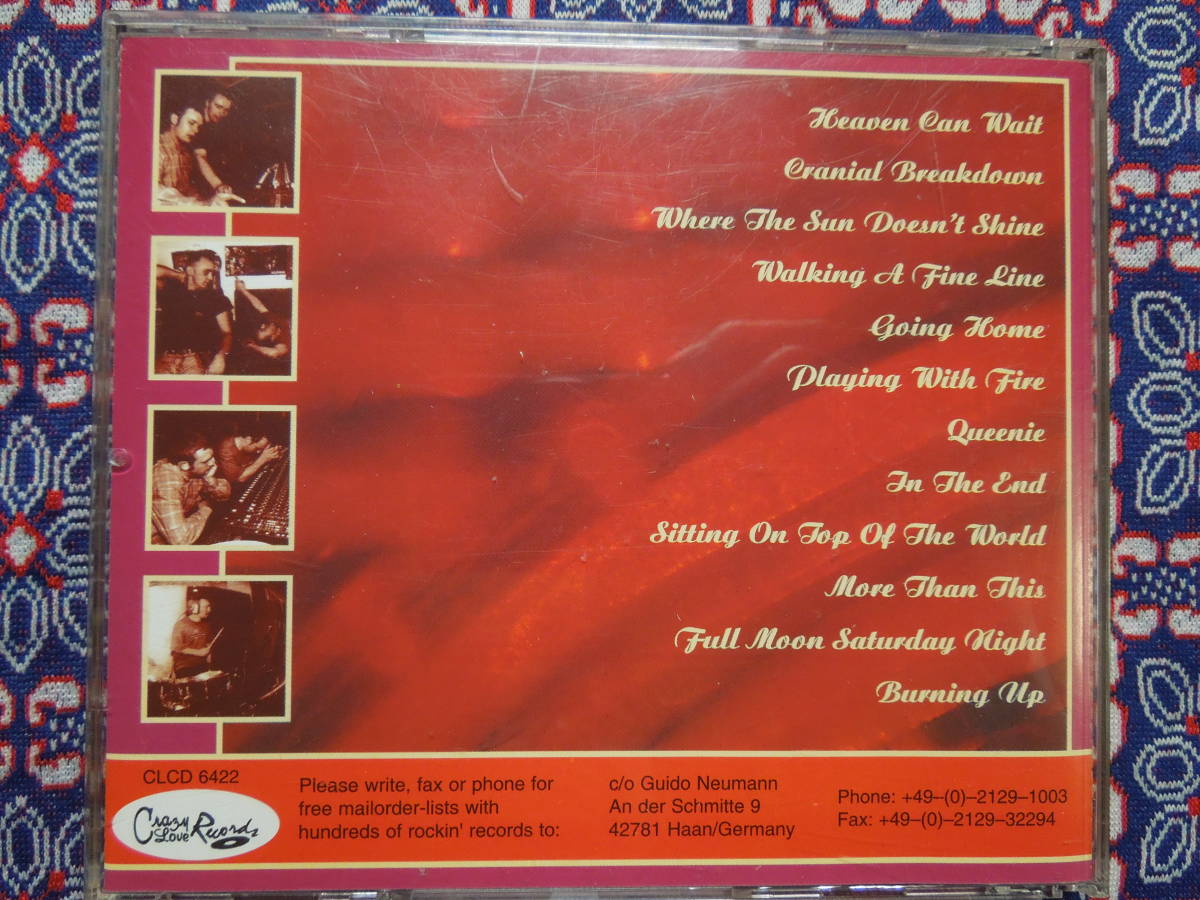 Heaven Can Wait
Cranial Breakdown
Where The Sun Doesn't Shine
Walking A Fine Line
Going Home
Playing With Fire
Queenie
In The End
Sitting On Top Of The World
More Than This
Full Moon Saturday Night
Burning Up
CLCD 6422
Crazy Love Records
Please write, fax or phone for
free mailorder-lists with
hundreds of rockin' records to:
c/o Guido Neumann
An der Schmitte 9
42781 Haan/Germany
Phone: +49–(0)–2129–1003
Fax: +49–(0)–2129–32294